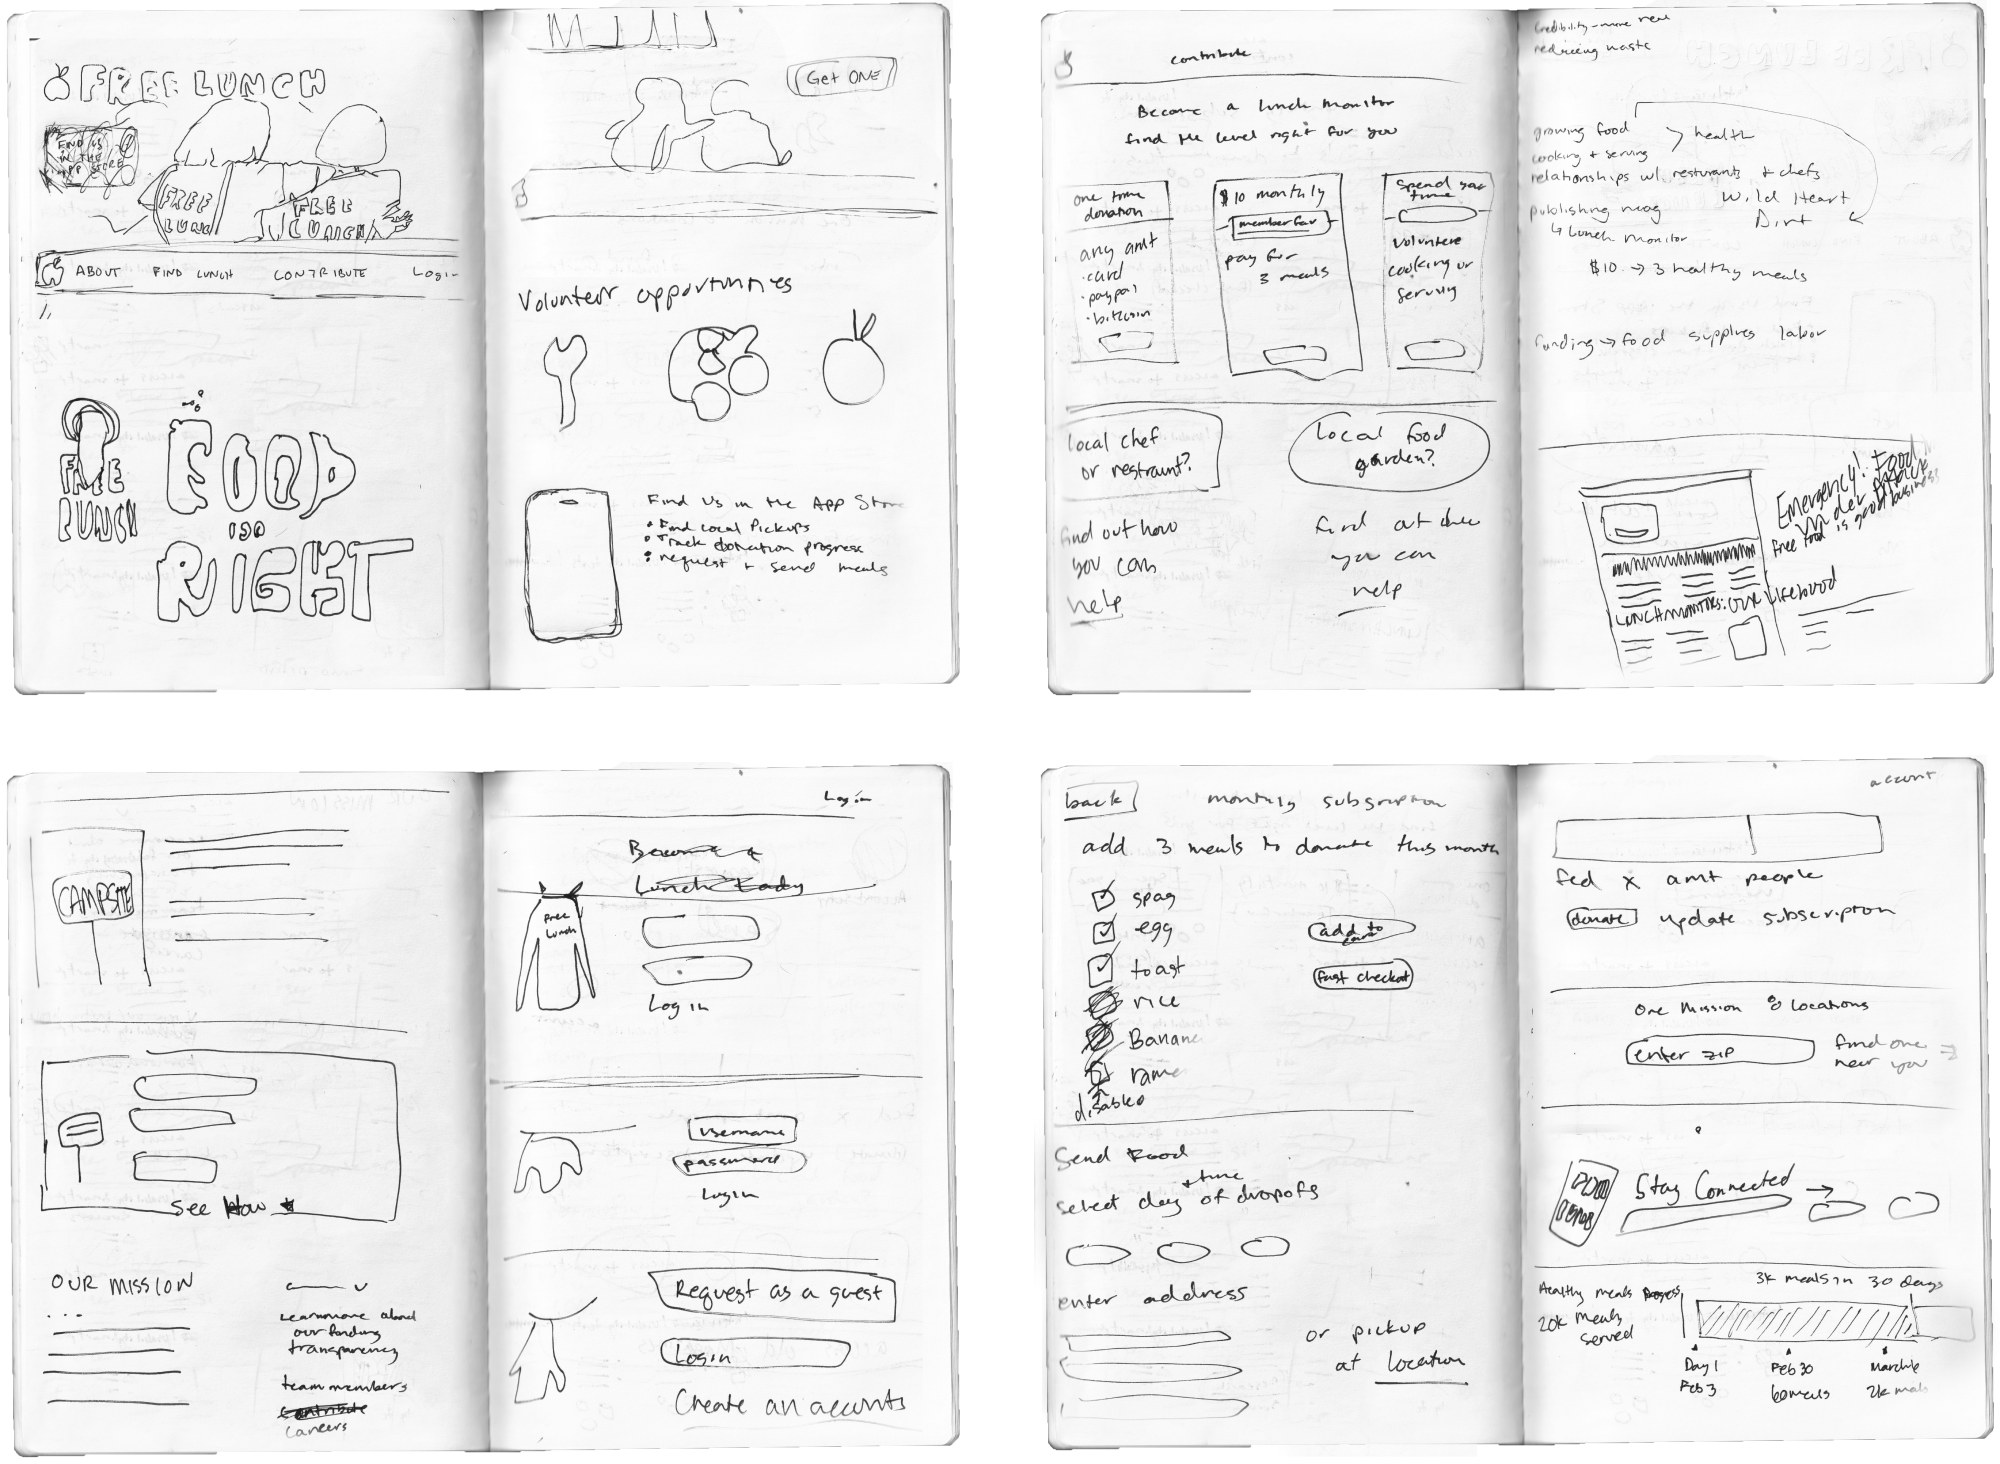 FREE LUNCH
FIND US
IN THE
APP STORE
FREE
LUNCH
FREE
LUNCH
ABOUT FIND LUNCH CONTRIBUTE Login
FREE
LUNCH
FOOD
IS A
RIGHT
Get ONE
Volunteer opportunities
Find Us in the App Store
Find Local Pickups
Track donation progress
request + send meals
contribute
Become a lunch monitor
find the level right for you
one time
donation
any amt
card
paypal
bitcoin
$10 monthly
member fav
pay for
3 meals
Spend your
time
Volunteer
cooking or
serving
local chef
or restraunt?
find out how
you can
help
Local food
garden?
find out how
you can
help
Credibility - more real
reducing waste
growing food
cooking + serving
> health
relationships w/ resturants + chefs
Wild Heart
Dirt
publishing mag
↳ Lunch monitor
$10 → 3 healthy meals
funding → food supplies labor
Emergency! Food
Under Attack
Free food is good business
LUNCH MONITORS: OUR Lifeblood
CAMPSITE
See How
OUR MISSION
...
Learn more about
our funding
transparency
team members
Contribute
careers
Login
Become a
Lunch Lady
Free
Lunch
Log in
username
password
Login
Request as a guest
Login
Create an accounts
back
monthly subsription
add 3 meals to donate this month
spag
egg
toast
rice
Banana
disabled
add to
cart
fast checkout
Send Food
+ time
select day of dropofs
enter address
or pickup
at location
account
fed x amt people
donate update subscription
One Mission 8 Locations
enter zip
find one
near you
Stay Connected →
Healthy meals Progress
20k meals
served
3k meals in 30 days
Day 1
Feb 3
Feb 30
60 meals
2k meals